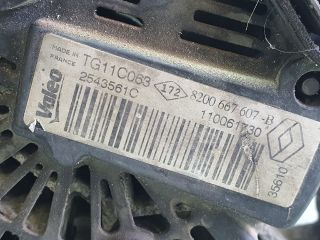 MADE IN
FRANCE
Valeo
TG11C063
2543561C
172
8200 667 607-B
110061730
35610